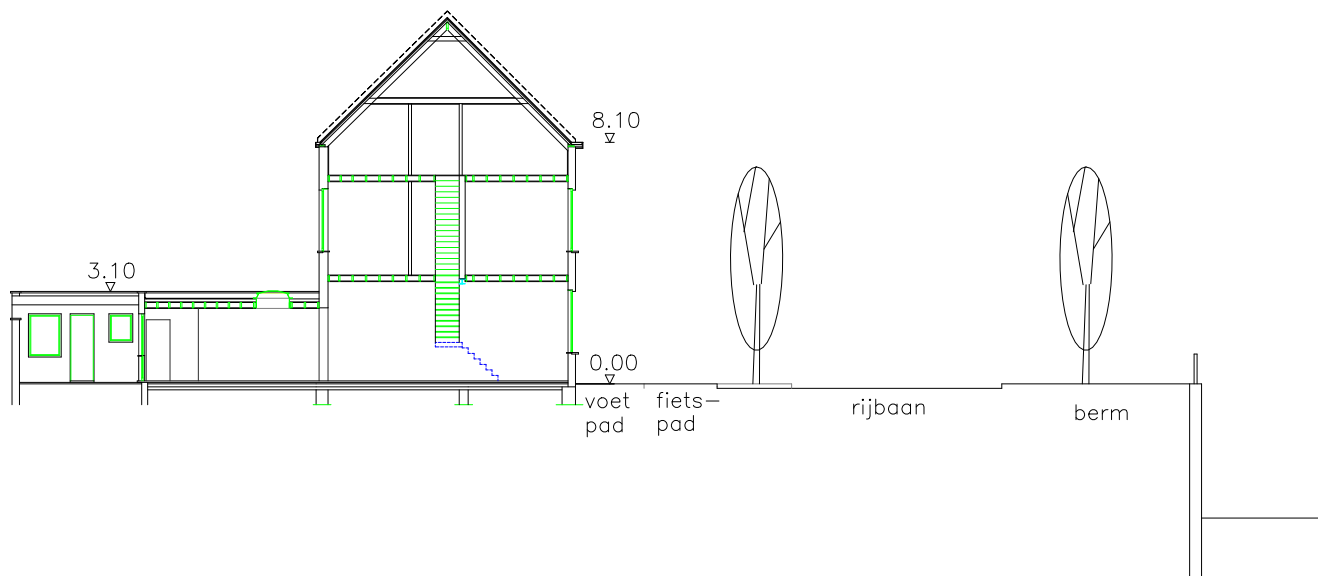 8.10
3.10
0.00
voet
pad
fiets-
pad
rijbaan
berm